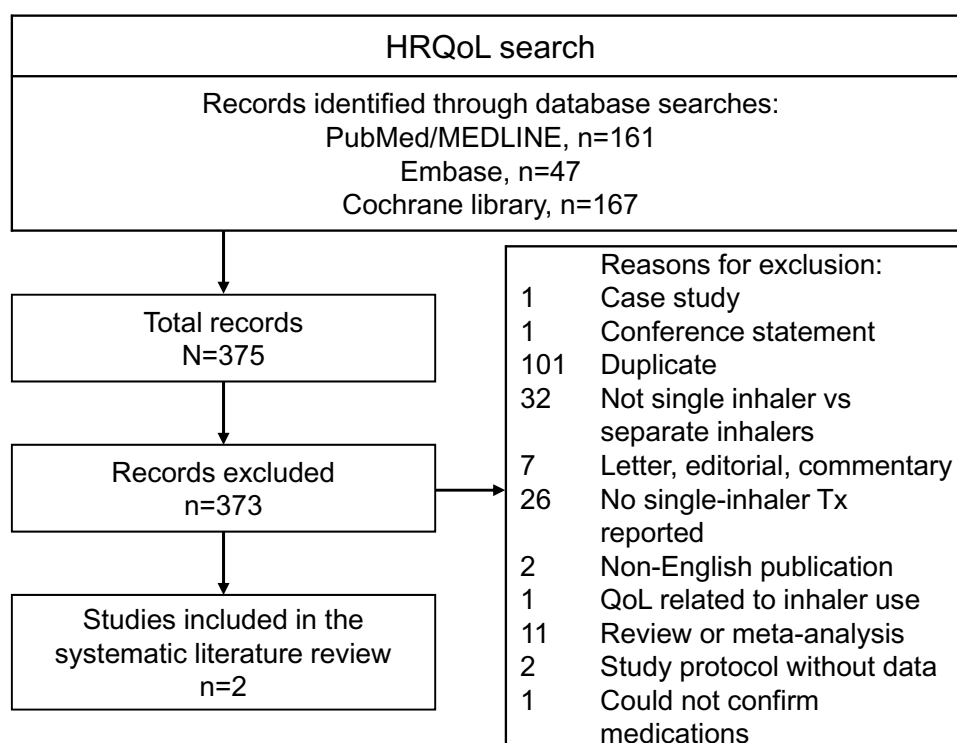 HRQoL search
Records identified through database searches:
PubMed/MEDLINE, n=161
Embase, n=47
Cochrane library, n=167
Total records
N=375
Records excluded
n=373
Studies included in the
systematic literature review
n=2
Reasons for exclusion:
1 Case study
1 Conference statement
101 Duplicate
32 Not single inhaler vs
separate inhalers
7 Letter, editorial, commentary
26 No single-inhaler Tx
reported
2 Non-English publication
1 QoL related to inhaler use
11 Review or meta-analysis
2 Study protocol without data
1 Could not confirm
medications